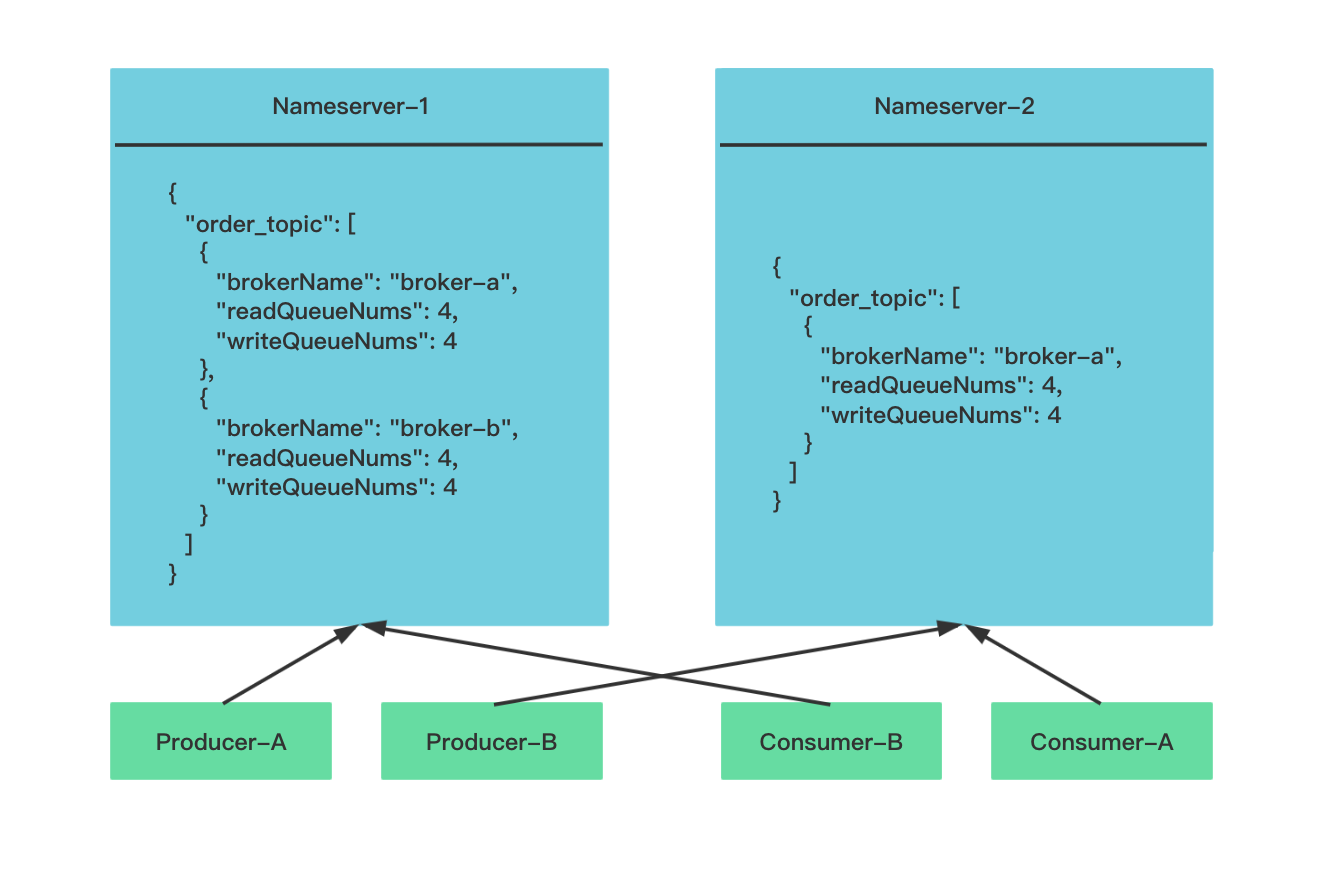 Nameserver-1
{
"order_topic": [
{
"brokerName": "broker-a",
"readQueueNums": 4,
"writeQueueNums": 4
},
{
"brokerName": "broker-b",
"readQueueNums": 4,
"writeQueueNums": 4
}
]
}
Nameserver-2
{
"order_topic": [
{
"brokerName": "broker-a",
"readQueueNums": 4,
"writeQueueNums": 4
}
]
}
Producer-A
Producer-B
Consumer-B
Consumer-A